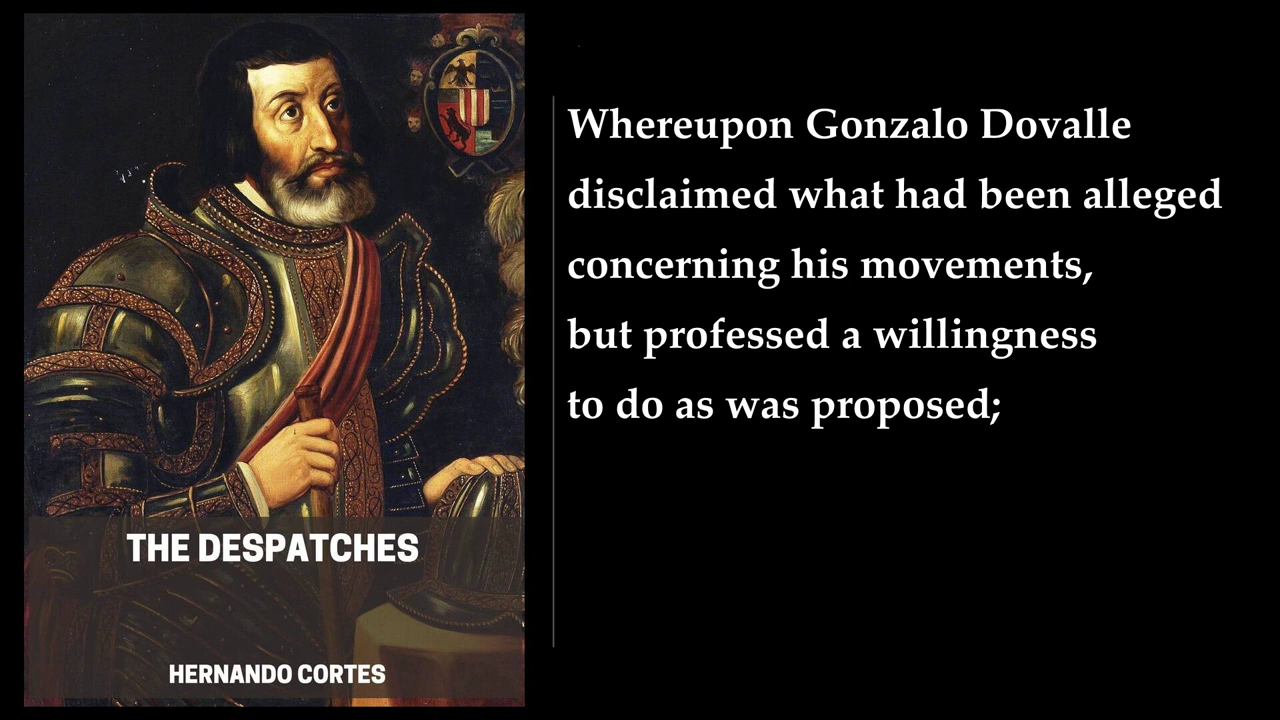 THE DESPATCHES
HERNANDO CORTES
Whereupon Gonzalo Dovalle
disclaimed what had been alleged
concerning his movements,
but professed a willingness
to do as was proposed;